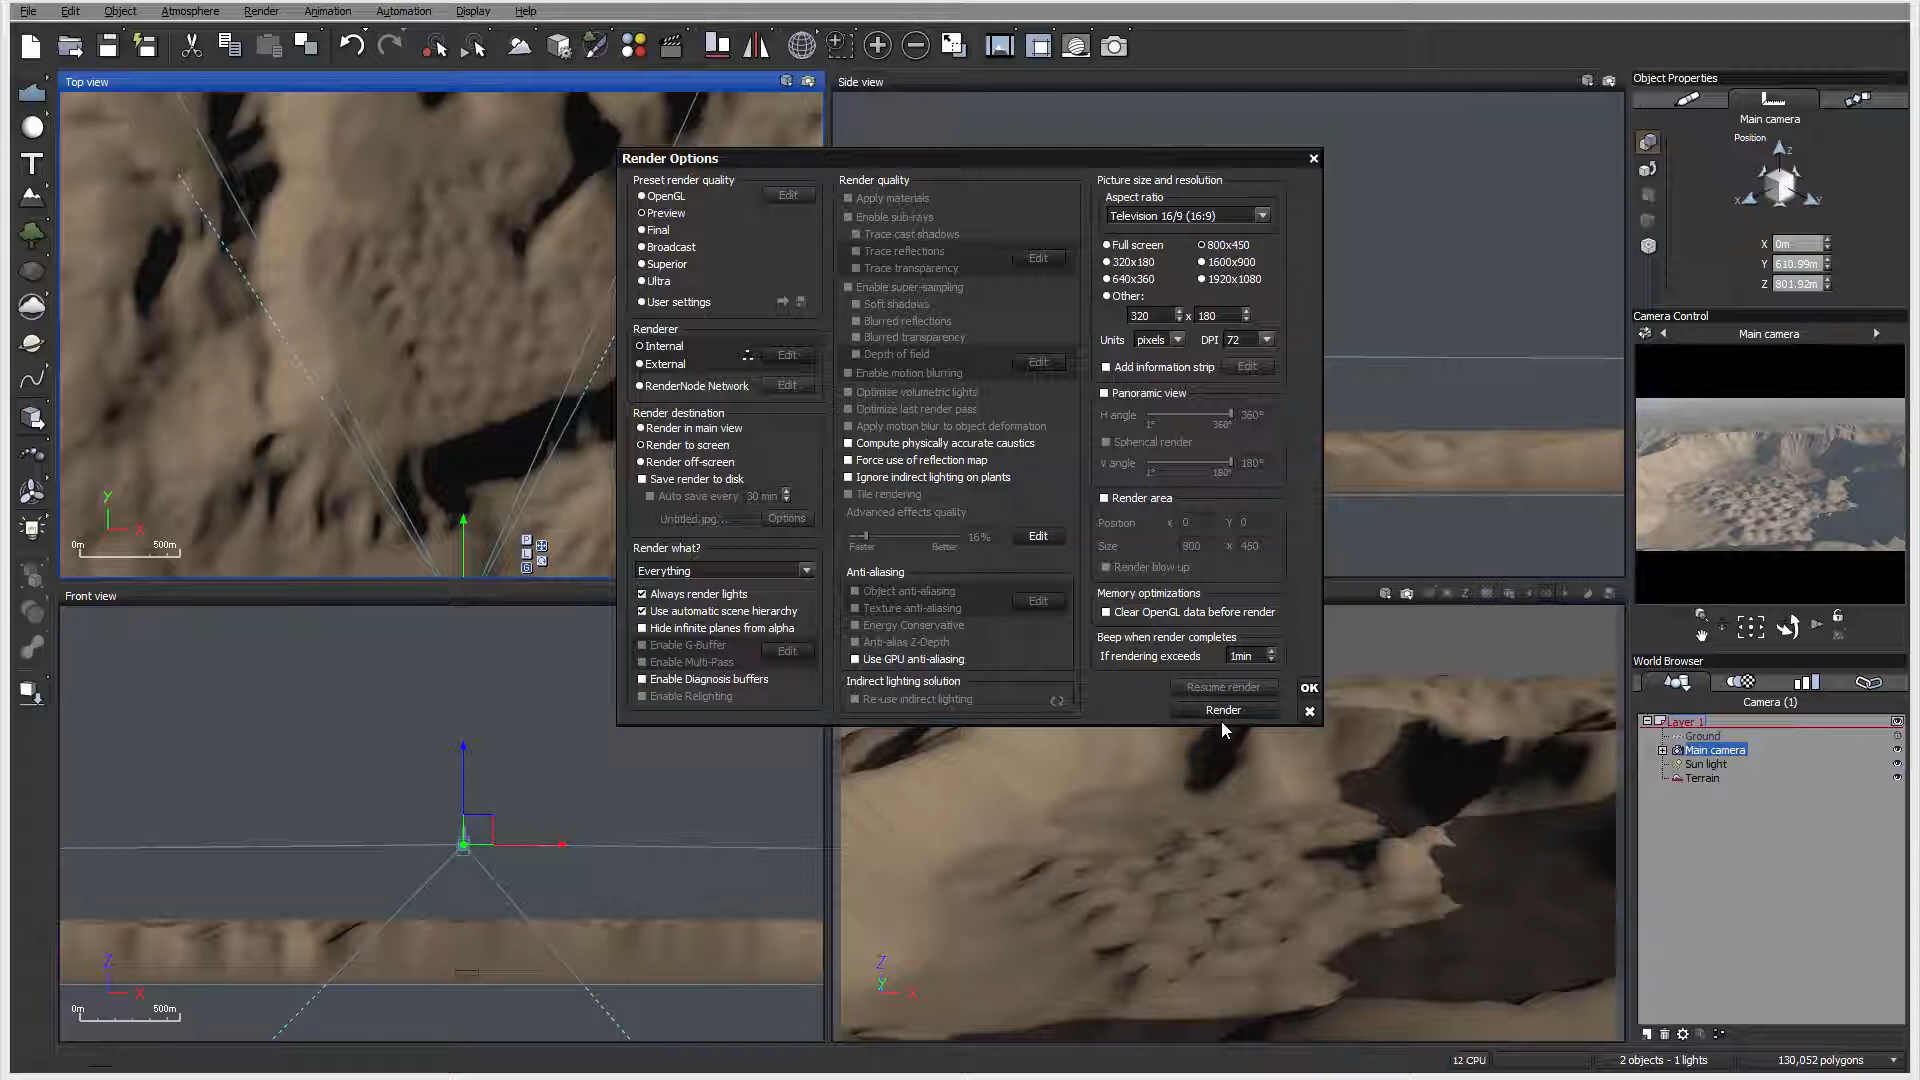 File Edit Object Atmosphere Render Animation Automation Display Help
Top view
Side view
Object Properties
Main camera
Position
Z
X Y
X 0m
Y 610.99m
Z 801.92m
Camera Control
Main camera
World Browser
Camera (1)
Layer 1
Ground
Main camera
Sun light
Terrain
Render Options
Preset render quality
OpenGL Edit
Preview
Final
Broadcast
Superior
Ultra
User settings
Renderer
Internal
Edit
External
RenderNode Network Edit
Render destination
Render in main view
Render to screen
Render off-screen
Save render to disk
Auto save every 30 min
Untitled.jpg... Options
Render what?
Everything
Always render lights
Use automatic scene hierarchy
Hide infinite planes from alpha
Enable G-Buffer
Edit
Enable Multi-Pass
Enable Diagnosis buffers
Enable Relighting
Render quality
Apply materials
Enable sub-rays
Trace cast shadows
Trace reflections
Edit
Trace transparency
Enable super-sampling
Soft shadows
Blurred reflections
Blurred transparency
Depth of field
Edit
Enable motion blurring
Optimize volumetric lights
Optimize last render pass
Apply motion blur to object deformation
Compute physically accurate caustics
Force use of reflection map
Ignore indirect lighting on plants
Tile rendering
Advanced effects quality
16% Edit
Faster Better
Anti-aliasing
Object anti-aliasing
Edit
Texture anti-aliasing
Energy Conservative
Anti-alias Z-Depth
Use GPU anti-aliasing
Indirect lighting solution
Re-use indirect lighting
Picture size and resolution
Aspect ratio
Television 16/9 (16:9)
Full screen 800x450
320x180 1600x900
640x360 1920x1080
Other:
320 x 180
Units pixels DPI 72
Add information strip Edit
Panoramic view
H angle 360°
1° 360°
Spherical render
V angle 180°
1° 180°
Render area
Position X 0 Y 0
Size 800 x 450
Render blow up
Memory optimizations
Clear OpenGL data before render
Beep when render completes
If rendering exceeds 1min
Resume render OK
Render
Y
X
0m 500m
P
L
G
Front view
Z
X
0m 500m
Z
Y
X
12 CPU 2 objects - 1 lights 130,052 polygons